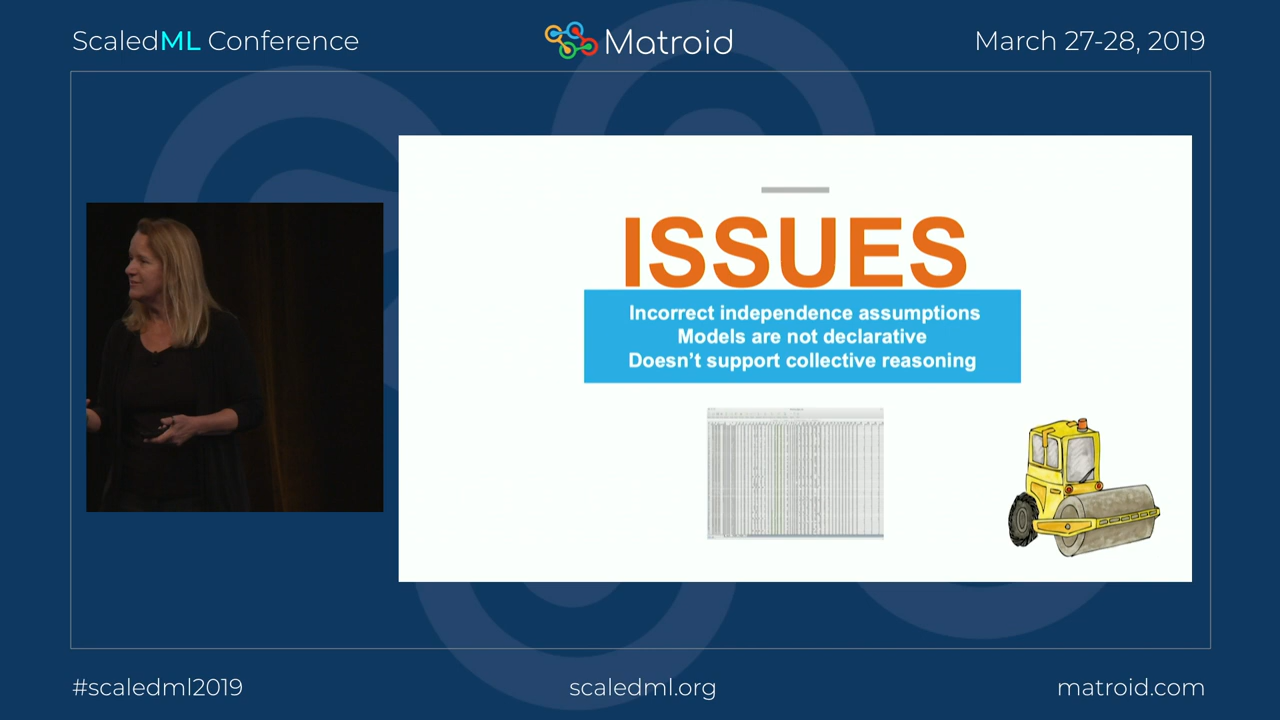 ScaledML Conference
Matroid
March 27-28, 2019
ISSUES
Incorrect independence assumptions
Models are not declarative
Doesn't support collective reasoning
#scaledml2019
scaledml.org
matroid.com